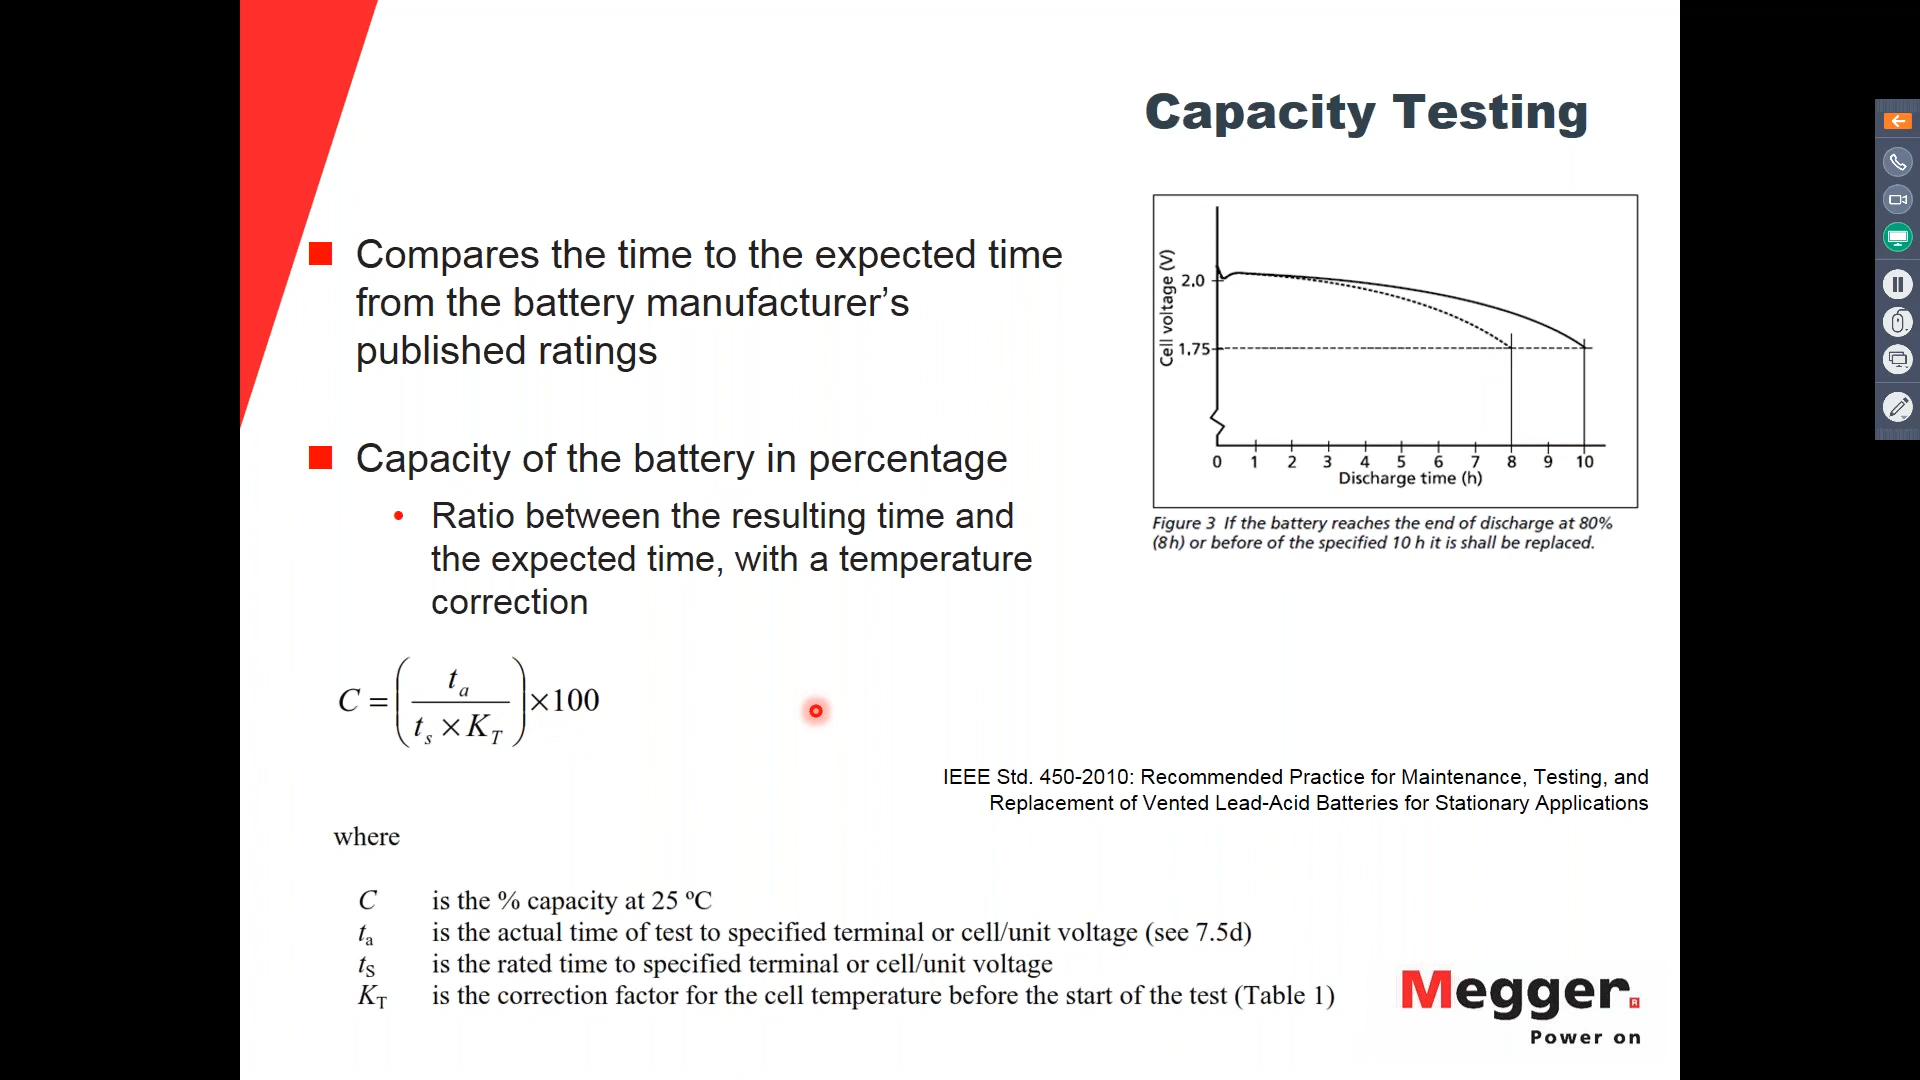 Capacity Testing
Compares the time to the expected time
from the battery manufacturer’s
published ratings
Capacity of the battery in percentage
• Ratio between the resulting time and
the expected time, with a temperature
correction
C = ( t_a / (t_s × K_T) ) ×100
Cell voltage (V)
2.0
1.75
0 1 2 3 4 5 6 7 8 9 10
Discharge time (h)
Figure 3 If the battery reaches the end of discharge at 80%
(8h) or before of the specified 10 h it is shall be replaced.
IEEE Std. 450-2010: Recommended Practice for Maintenance, Testing, and
Replacement of Vented Lead-Acid Batteries for Stationary Applications
where
C is the % capacity at 25 ºC
t_a is the actual time of test to specified terminal or cell/unit voltage (see 7.5d)
t_S is the rated time to specified terminal or cell/unit voltage
K_T is the correction factor for the cell temperature before the start of the test (Table 1)
Megger.
R
Power on